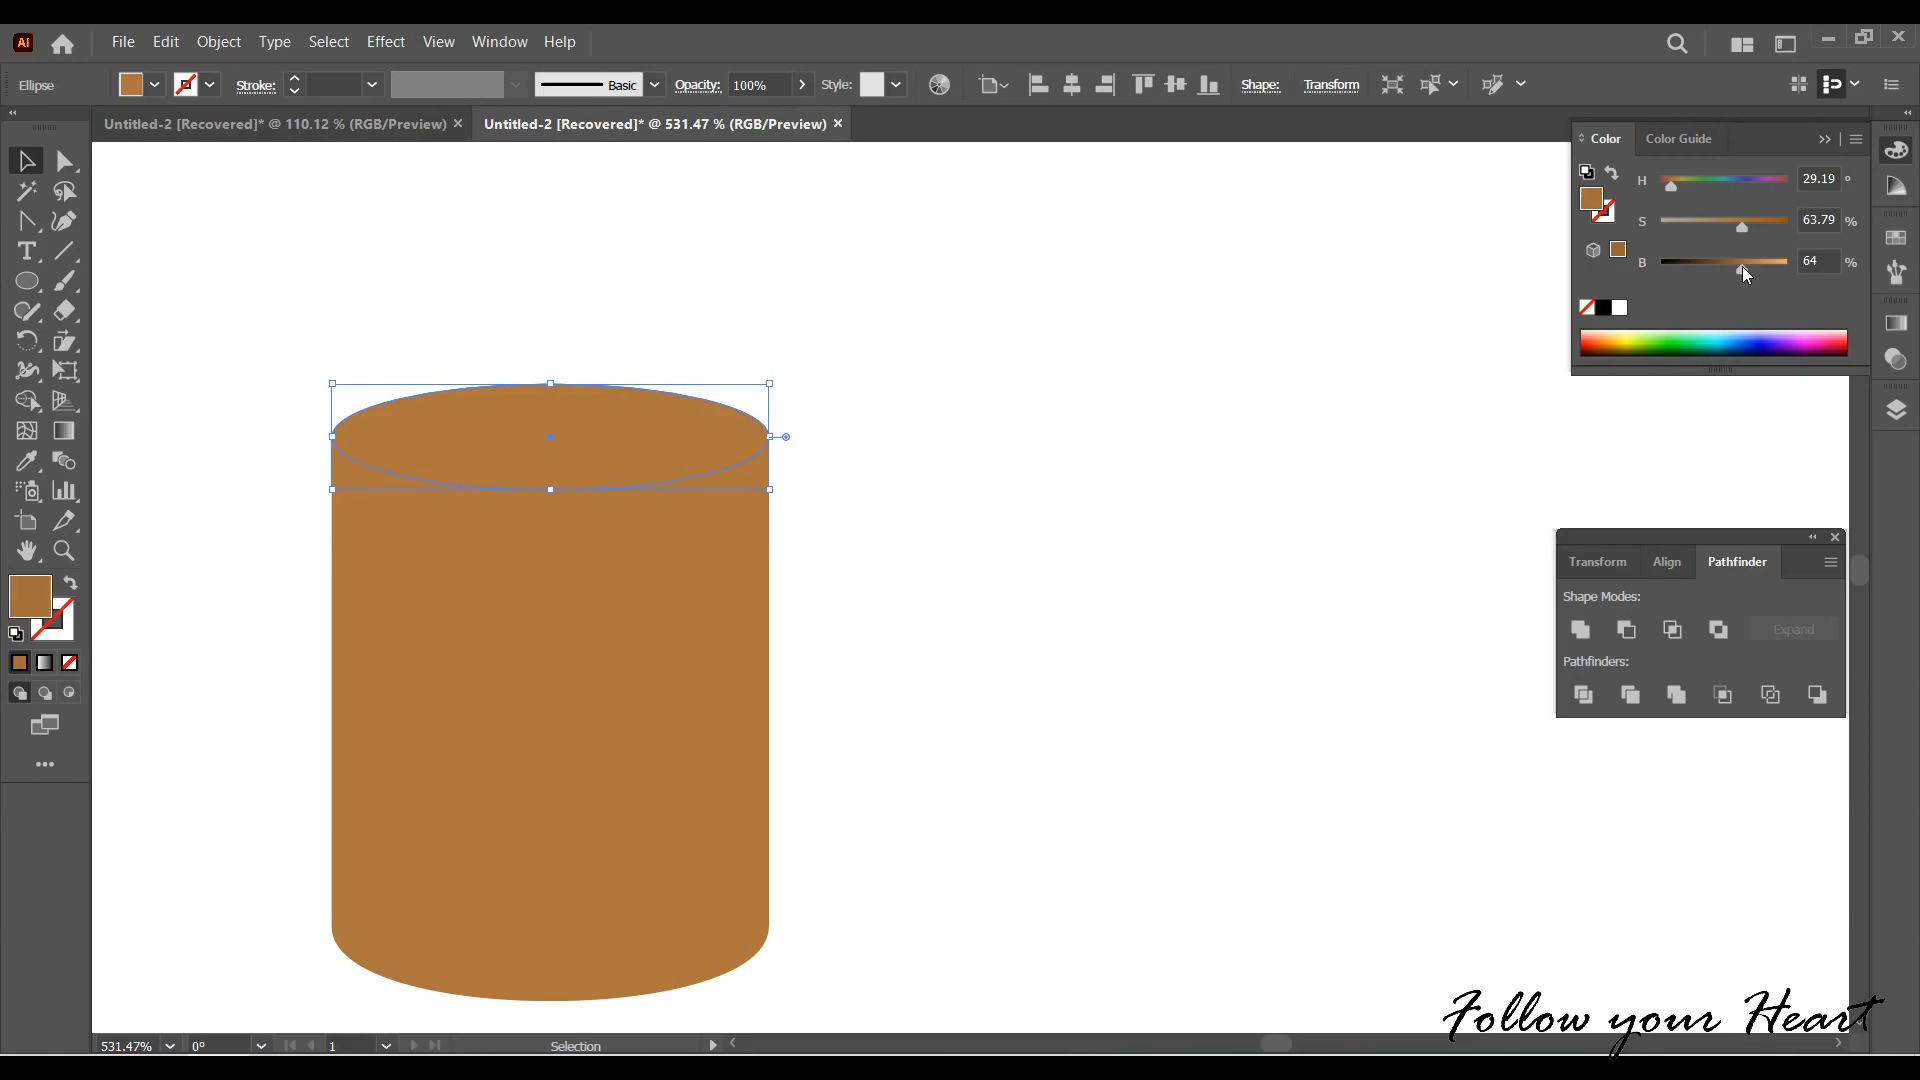 Ai File Edit Object Type Select Effect View Window Help
Ellipse Stroke: Basic Opacity: 100% Style: Shape: Transform
Untitled-2 [Recovered]* @ 110.12 % (RGB/Preview) × Untitled-2 [Recovered]* @ 531.47 % (RGB/Preview) ×
Color Color Guide
H 29.19 °
S 63.79 %
B 64 %
Transform Align Pathfinder
Shape Modes:
Expand
Pathfinders:
Follow your Heart
531.47% 0° 1 Selection